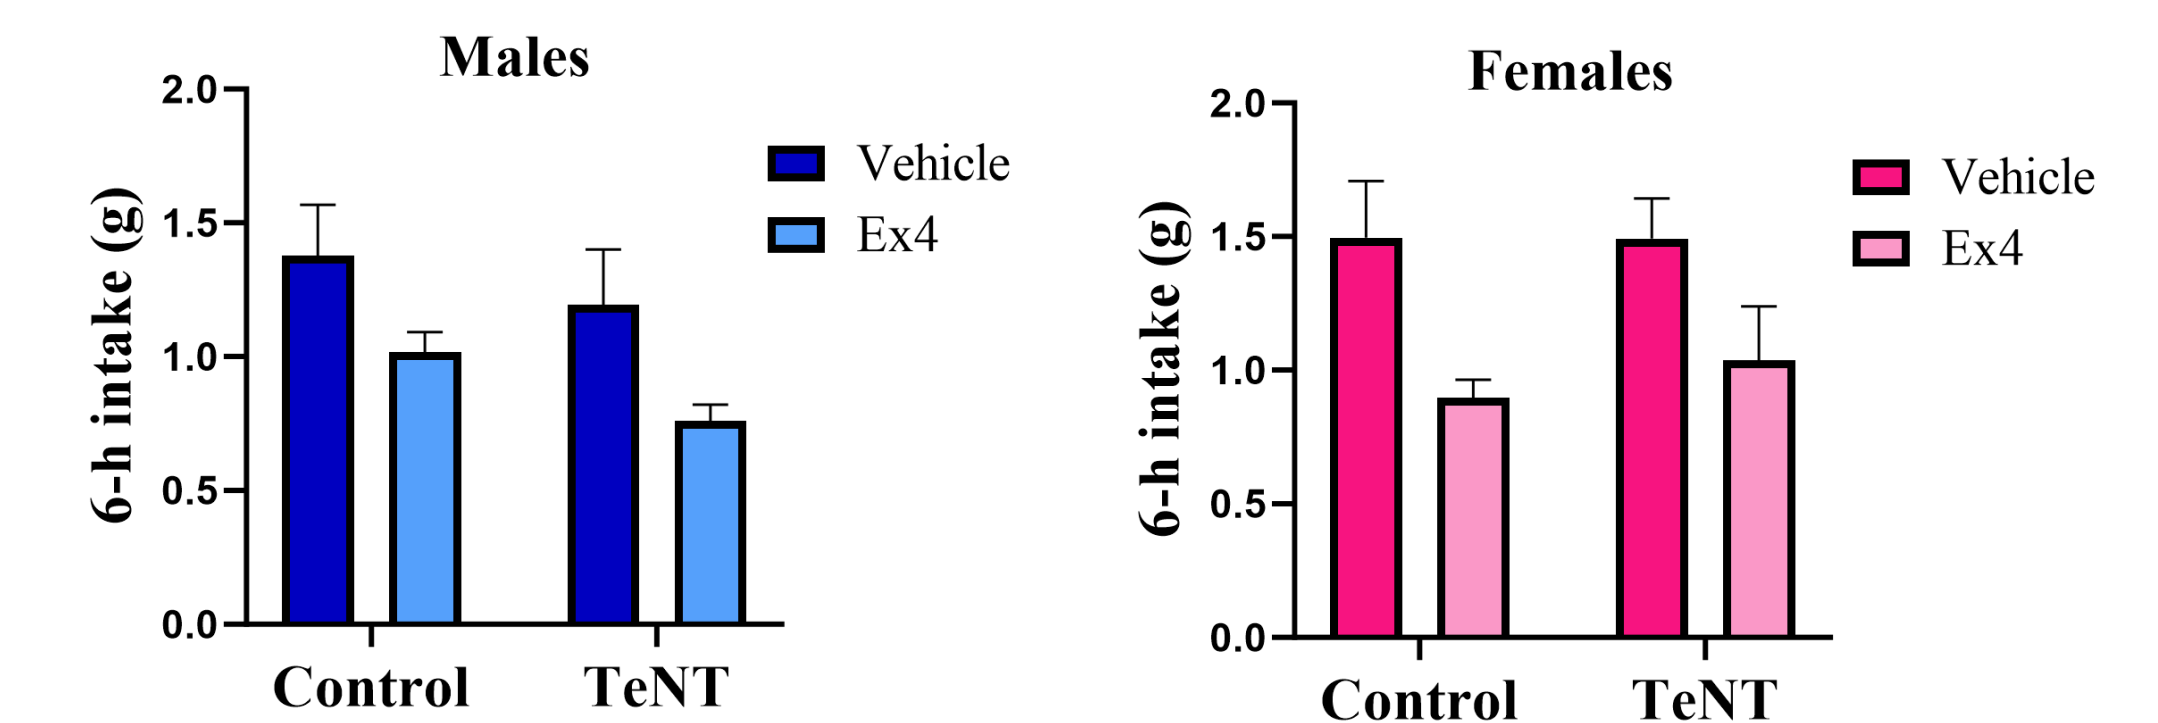 Males
2.0
1.5
1.0
0.5
0.0
6-h intake (g)
Vehicle
Ex4
Control
TeNT
Females
2.0
1.5
1.0
0.5
0.0
6-h intake (g)
Vehicle
Ex4
Control
TeNT